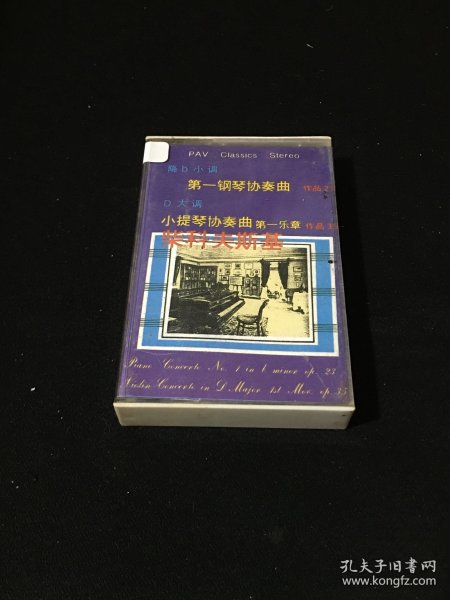 PAV Classics Stereo
降b小调
第一钢琴协奏曲 作品23
D大调
小提琴协奏曲 第一乐章 作品35
柴科夫斯基
Piano Concerto No. 1 in b minor op. 23
Violin Concerto in D Major 1st Mov. op. 35
孔夫子旧书网
www.kongfz.com